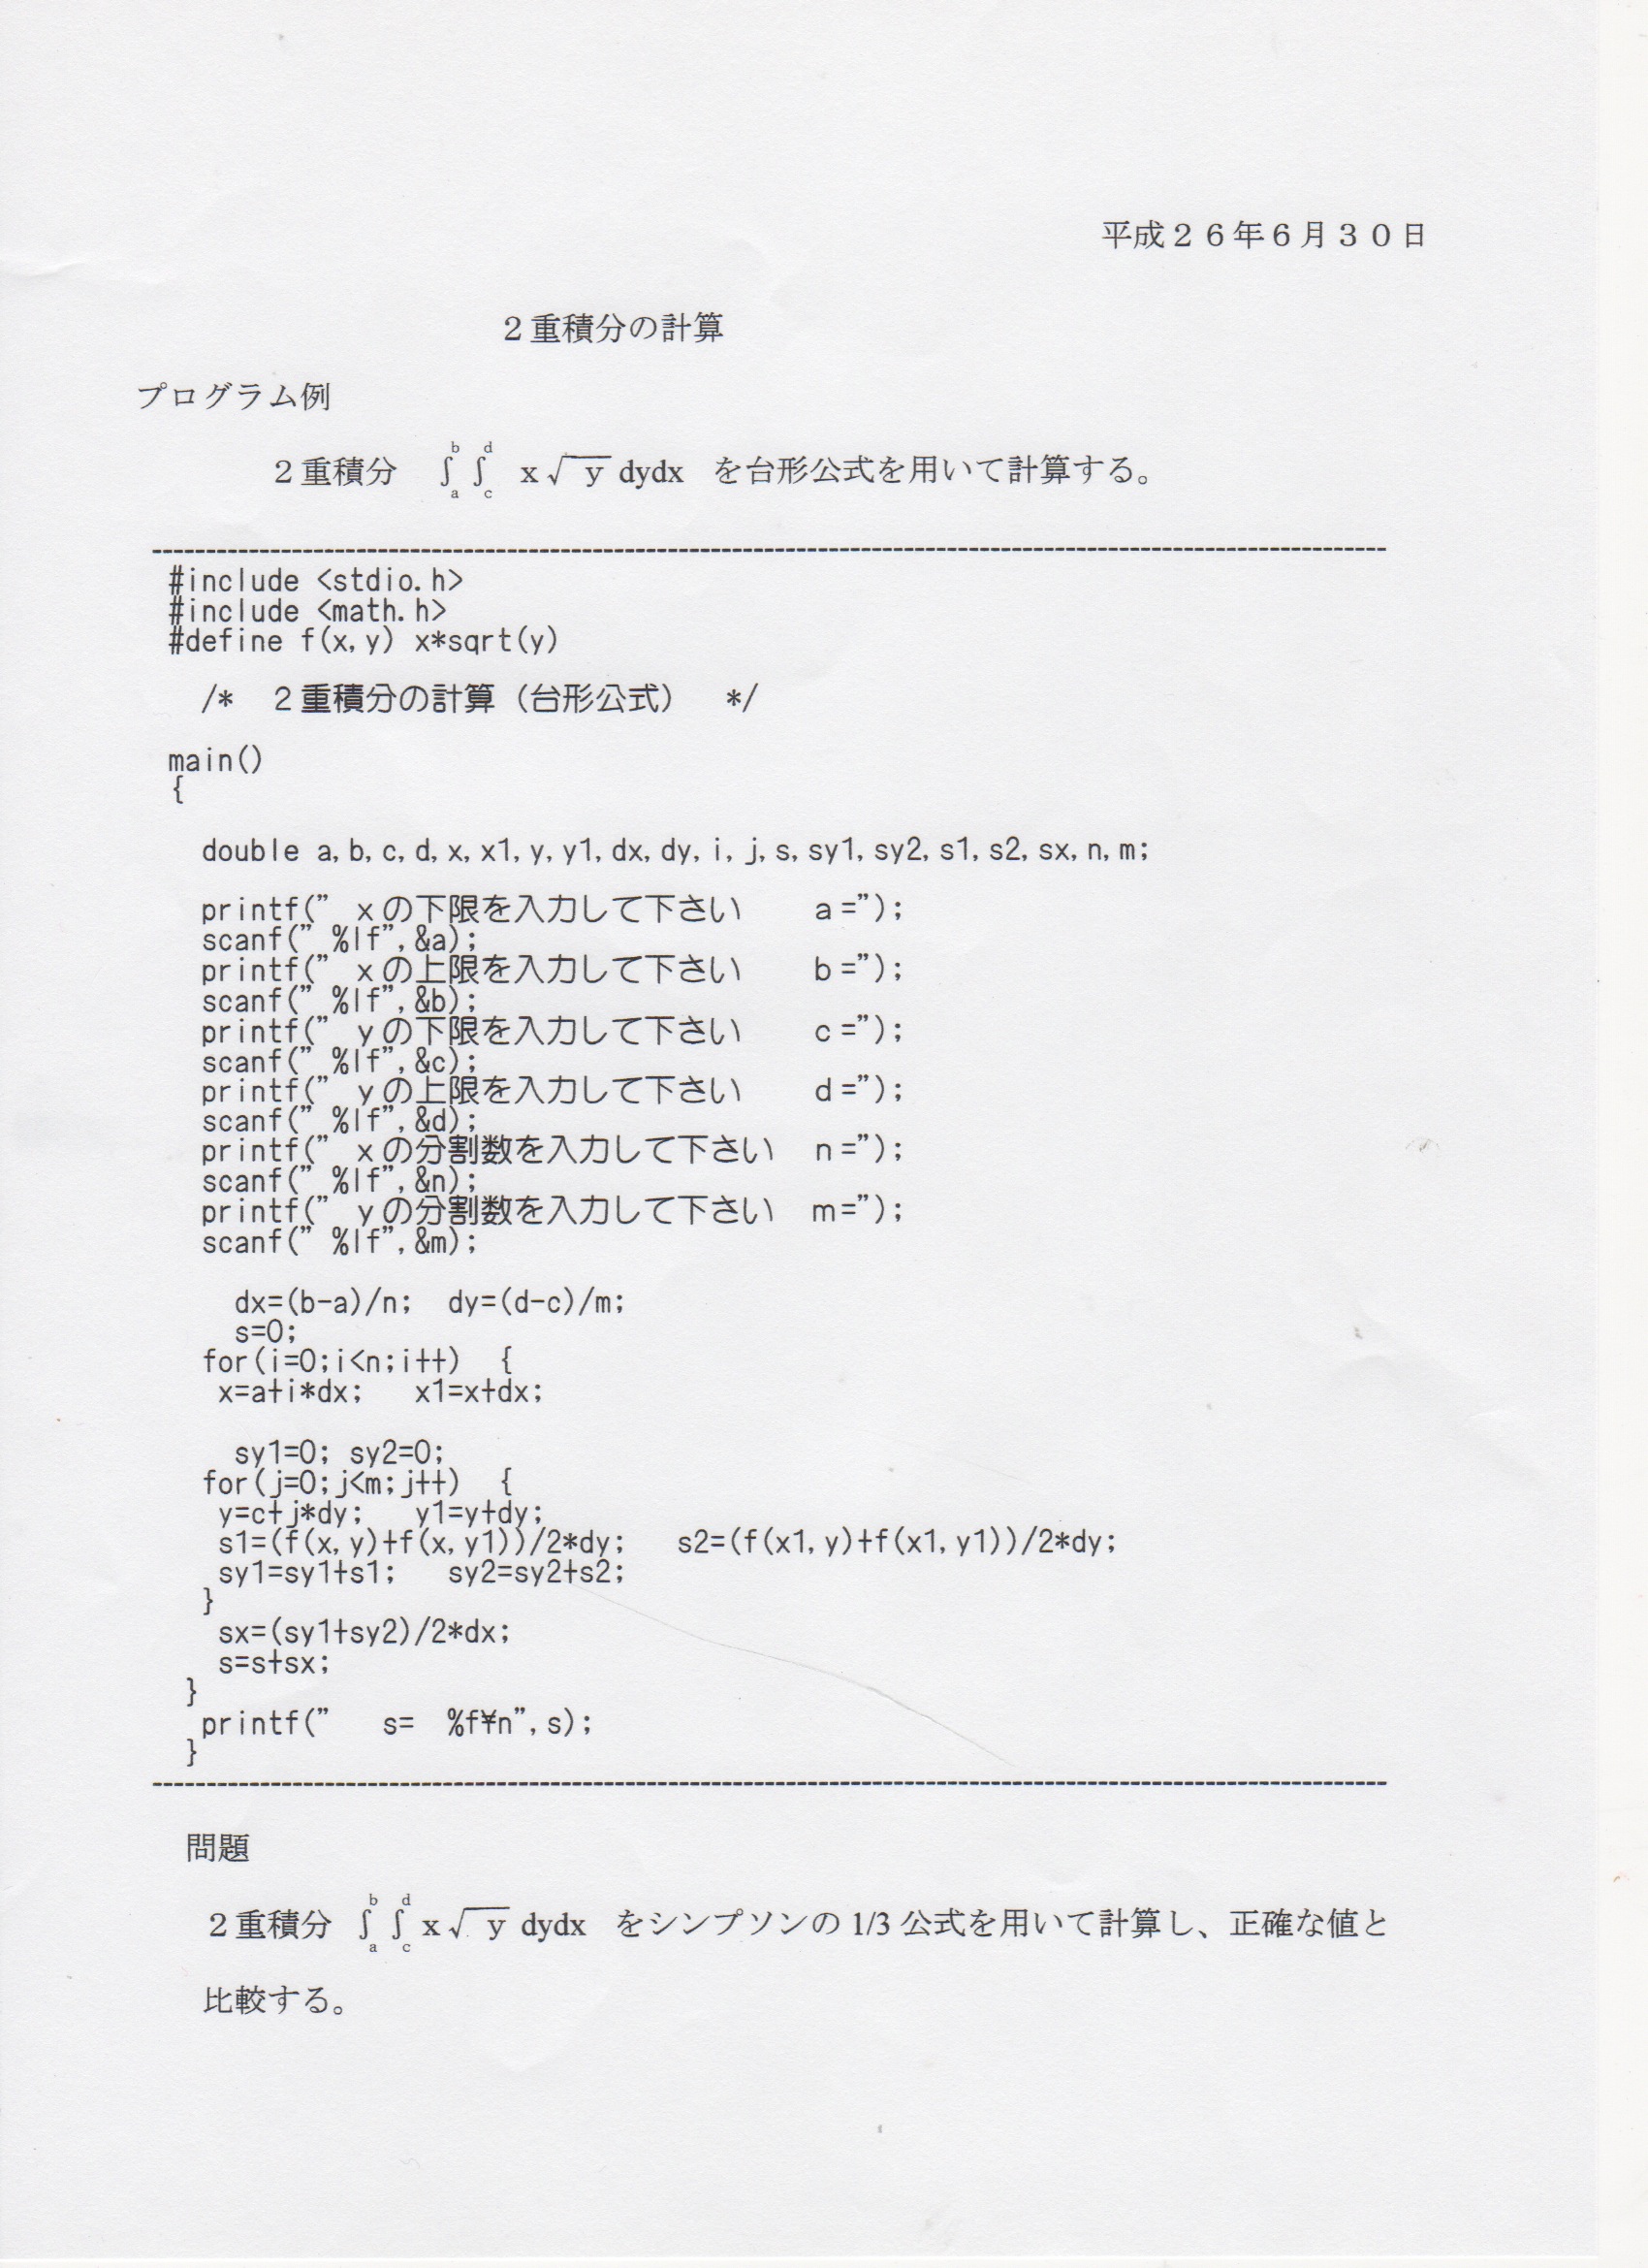 平成２６年６月３０日
２重積分の計算
プログラム例
２重積分 ∫_a^b ∫_c^d x√y dydx を台形公式を用いて計算する。
------------------------------------------------------------
#include <stdio.h>
#include <math.h>
#define f(x,y) x*sqrt(y)
/*　２重積分の計算（台形公式）　*/
main()
{
double a,b,c,d,x,x1,y,y1,dx,dy,i,j,s,sy1,sy2,s1,s2,sx,n,m;
printf(”　ｘの下限を入力して下さい　　ａ=”);
scanf(” %lf”,&a);
printf(”　ｘの上限を入力して下さい　　ｂ=”);
scanf(” %lf”,&b);
printf(”　ｙの下限を入力して下さい　　ｃ=”);
scanf(” %lf”,&c);
printf(”　ｙの上限を入力して下さい　　ｄ=”);
scanf(” %lf”,&d);
printf(”　ｘの分割数を入力して下さい　ｎ=”);
scanf(” %lf”,&n);
printf(”　ｙの分割数を入力して下さい　ｍ=”);
scanf(” %lf”,&m);
dx=(b-a)/n;  dy=(d-c)/m;
s=0;
for(i=0;i<n;i++)  {
x=a+i*dx;   x1=x+dx;
sy1=0; sy2=0;
for(j=0;j<m;j++)  {
y=c+j*dy;   y1=y+dy;
s1=(f(x,y)+f(x,y1))/2*dy;   s2=(f(x1,y)+f(x1,y1))/2*dy;
sy1=sy1+s1;   sy2=sy2+s2;
}
sx=(sy1+sy2)/2*dx;
s=s+sx;
}
printf(”   s=  %f¥n”,s);
}
------------------------------------------------------------
問題
２重積分 ∫_a^b ∫_c^d x√y dydx をシンプソンの 1/3 公式を用いて計算し、正確な値と
比較する。